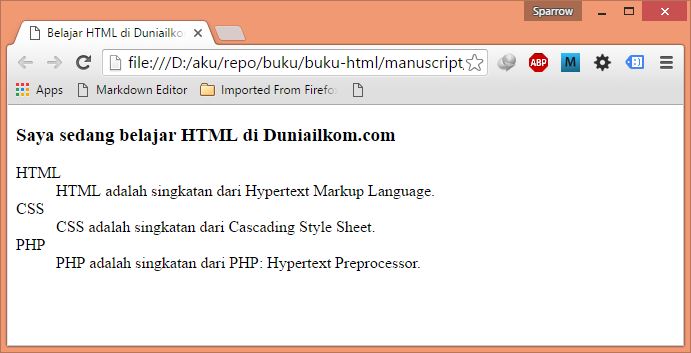 Sparrow
Belajar HTML di Duniailkom
file:///D:/aku/repo/buku/buku-html/manuscript
ABP
M
Apps
Markdown Editor
Imported From Firefox
Saya sedang belajar HTML di Duniailkom.com
HTML
HTML adalah singkatan dari Hypertext Markup Language.
CSS
CSS adalah singkatan dari Cascading Style Sheet.
PHP
PHP adalah singkatan dari PHP: Hypertext Preprocessor.